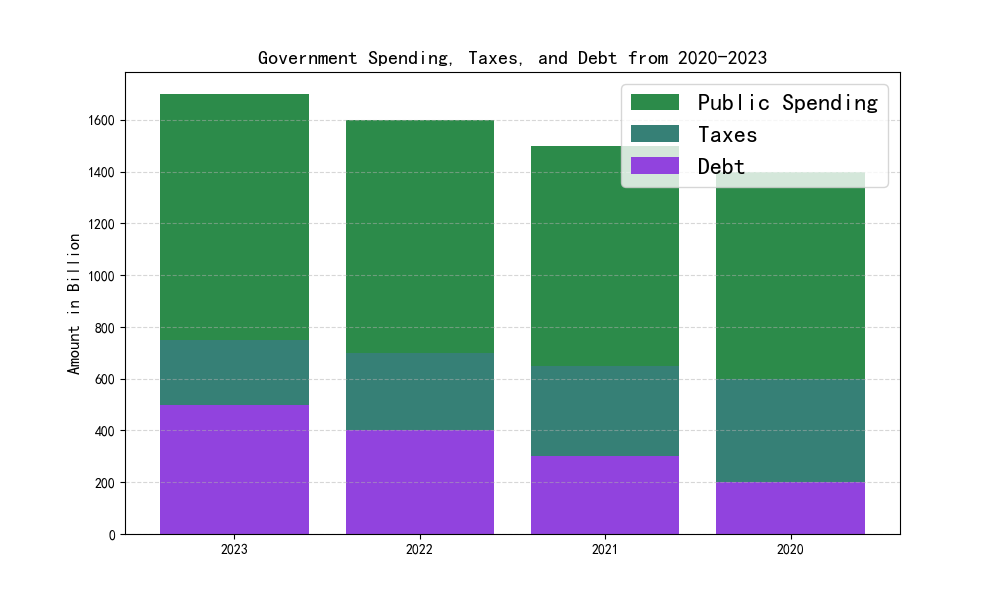 Government Spending, Taxes, and Debt from 2020-2023
Public Spending
Taxes
Debt
Amount in Billion
1600
1400
1200
1000
800
600
400
200
0
2023 2022 2021 2020